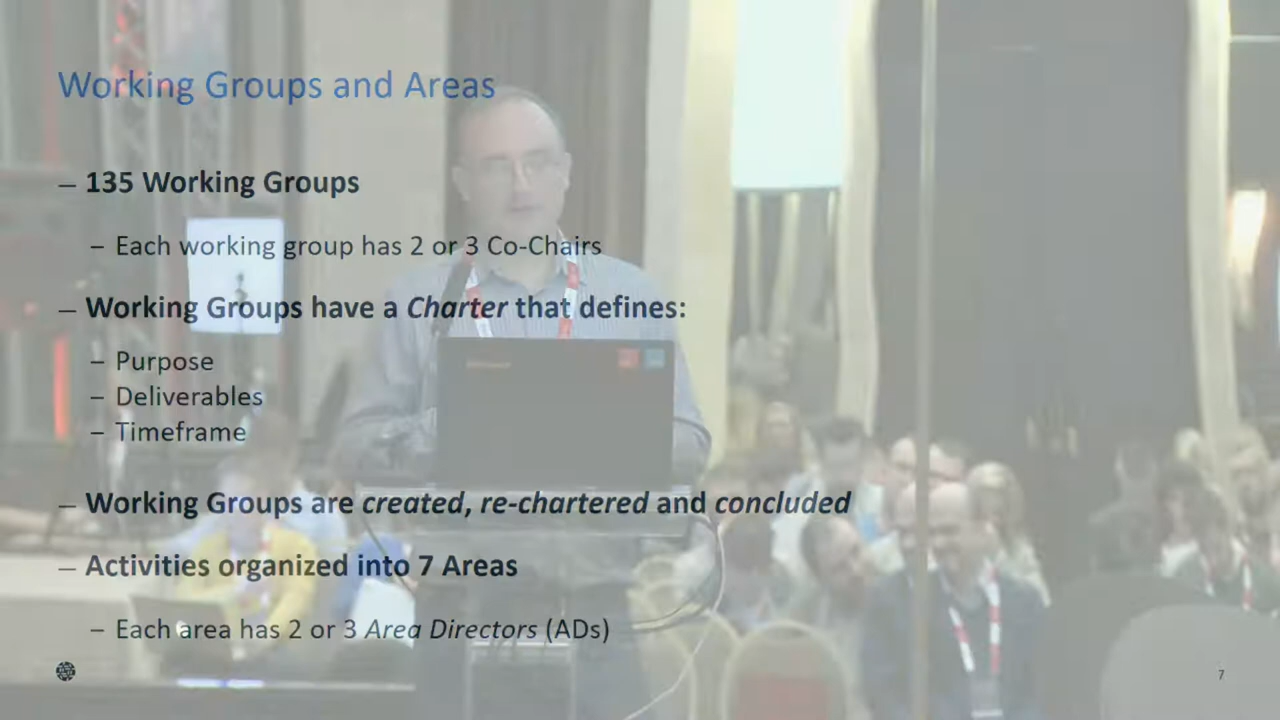 Working Groups and Areas
– 135 Working Groups
– Each working group has 2 or 3 Co-Chairs
– Working Groups have a Charter that defines:
– Purpose
– Deliverables
– Timeframe
– Working Groups are created, re-chartered and concluded
– Activities organized into 7 Areas
– Each area has 2 or 3 Area Directors (ADs)
7